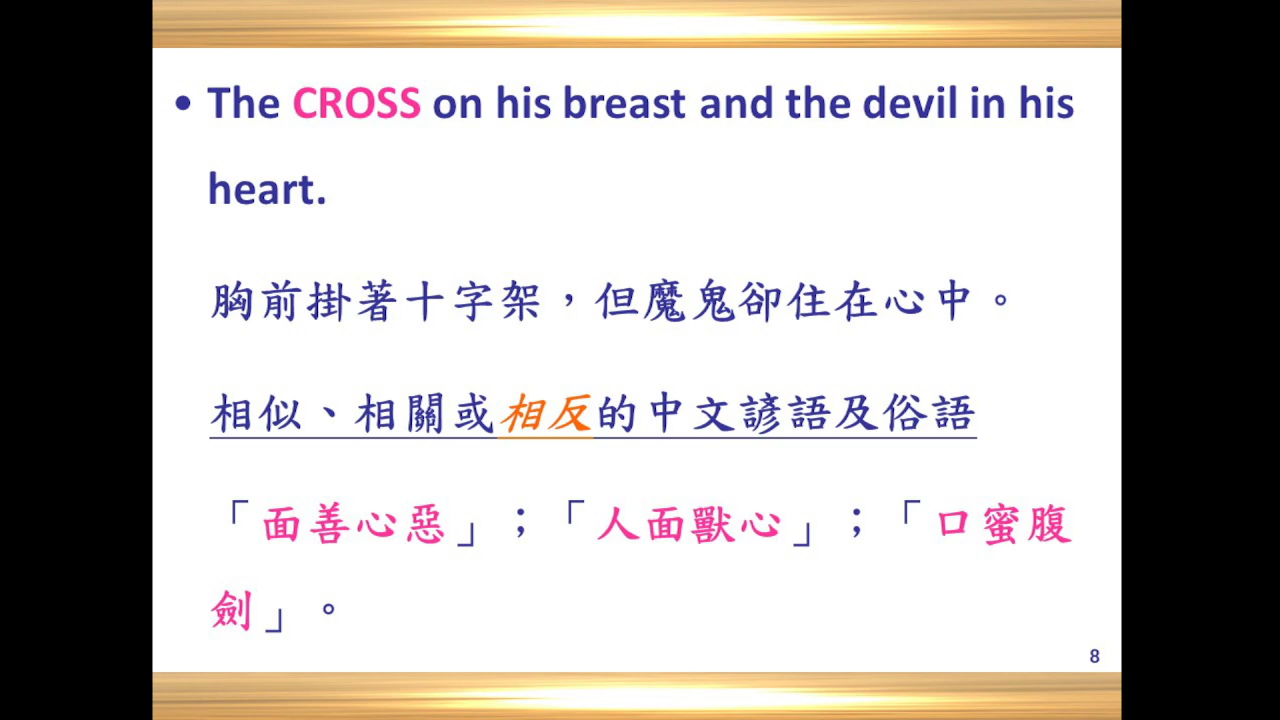 • The CROSS on his breast and the devil in his
heart.
胸前掛著十字架，但魔鬼卻住在心中。
相似、相關或相反的中文諺語及俗語
「面善心惡」；「人面獸心」；「口蜜腹
劍」。
8